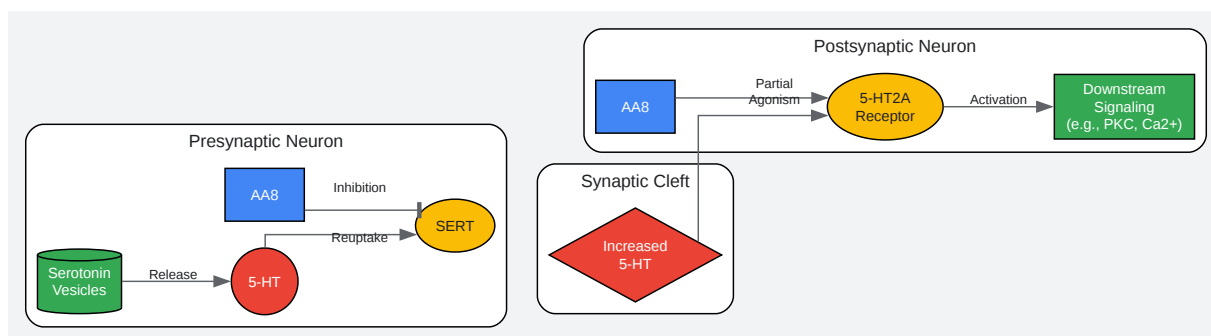 Postsynaptic Neuron
AA8
Partial
Agonism
5-HT2A
Receptor
Activation
Downstream
Signaling
(e.g., PKC, Ca2+)
Presynaptic Neuron
AA8
Inhibition
SERT
Reuptake
Serotonin
Vesicles
Release
5-HT
Synaptic Cleft
Increased
5-HT